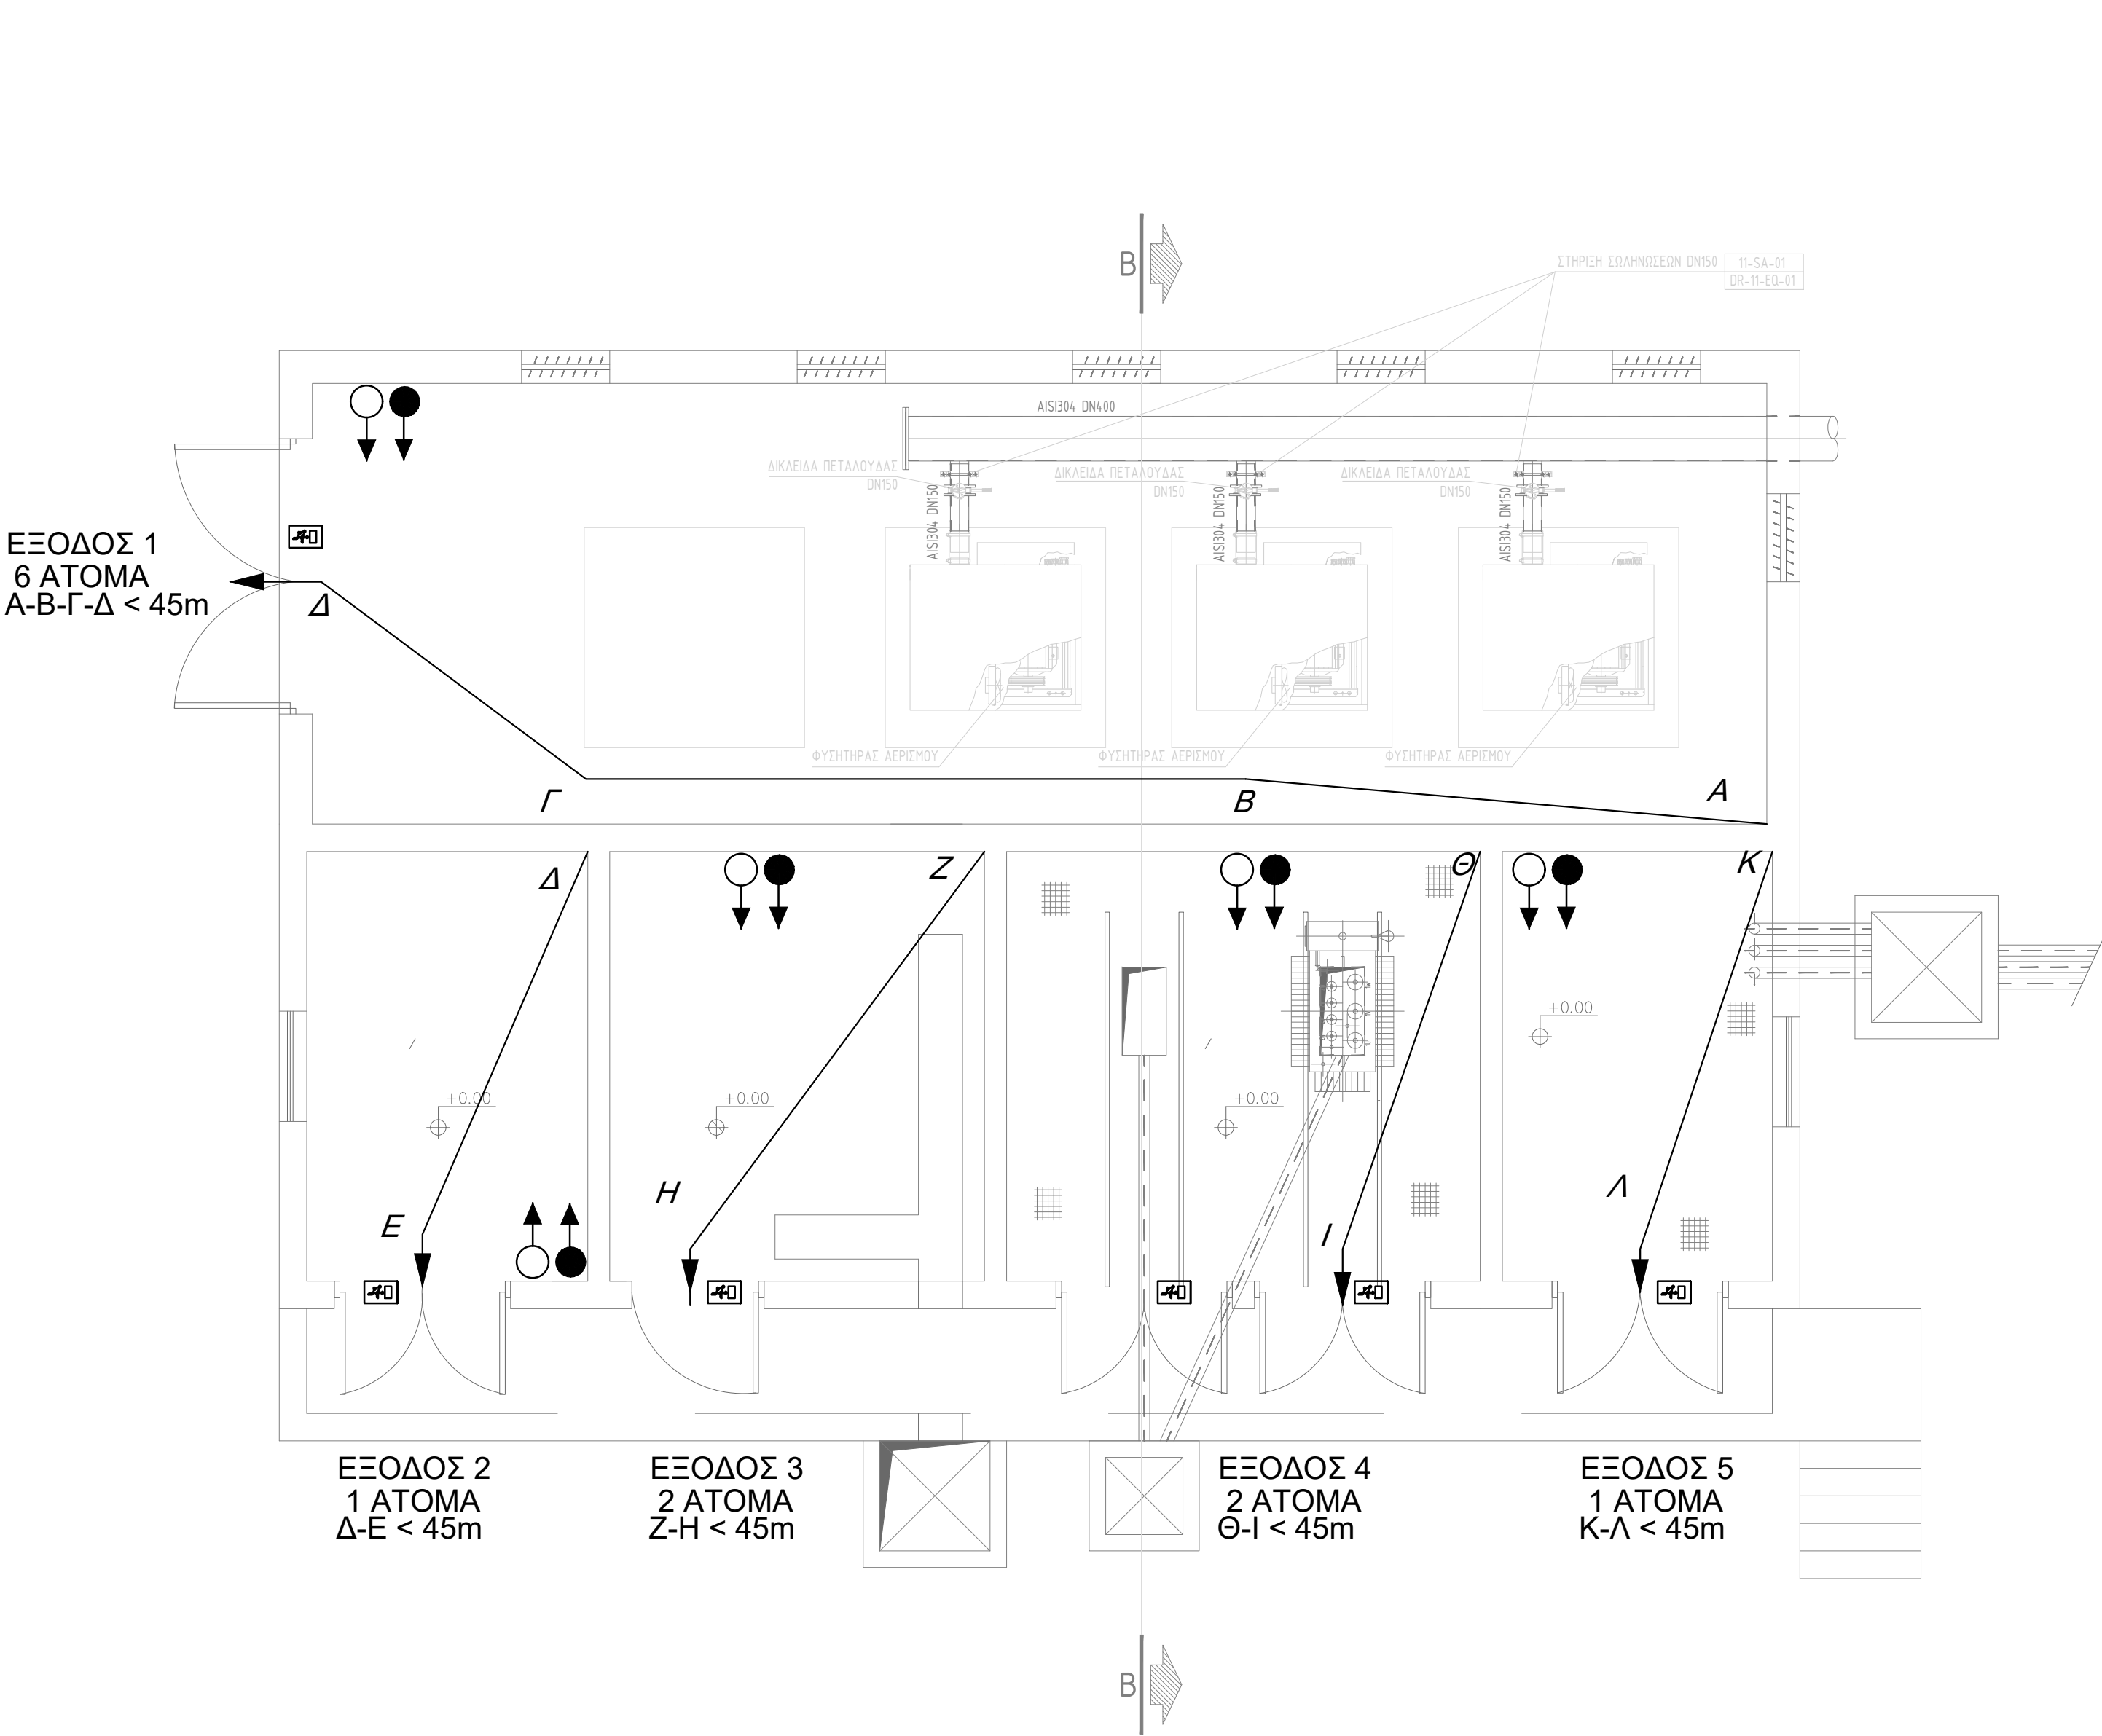 B
ΣΤΗΡΙΞΗ ΣΩΛΗΝΩΣΕΩΝ DN150
11-SA-01
DR-11-EQ-01
AISI304 DN400
ΔΙΚΛΕΙΔΑ ΠΕΤΑΛΟΥΔΑΣ
DN150
ΔΙΚΛΕΙΔΑ ΠΕΤΑΛΟΥΔΑΣ
DN150
ΔΙΚΛΕΙΔΑ ΠΕΤΑΛΟΥΔΑΣ
DN150
AISI304 DN150
AISI304 DN150
AISI304 DN150
ΕΞΟΔΟΣ 1
6 ΑΤΟΜΑ
Α-Β-Γ-Δ < 45m
Δ
ΦΥΣΗΤΗΡΑΣ ΑΕΡΙΣΜΟΥ
ΦΥΣΗΤΗΡΑΣ ΑΕΡΙΣΜΟΥ
ΦΥΣΗΤΗΡΑΣ ΑΕΡΙΣΜΟΥ
Γ
Β
Α
Δ
Ζ
Θ
Κ
+0.00
+0.00
+0.00
+0.00
Ε
Η
Ι
Λ
ΕΞΟΔΟΣ 2
1 ΑΤΟΜΑ
Δ-Ε < 45m
ΕΞΟΔΟΣ 3
2 ΑΤΟΜΑ
Ζ-Η < 45m
ΕΞΟΔΟΣ 4
2 ΑΤΟΜΑ
Θ-Ι < 45m
ΕΞΟΔΟΣ 5
1 ΑΤΟΜΑ
Κ-Λ < 45m
B